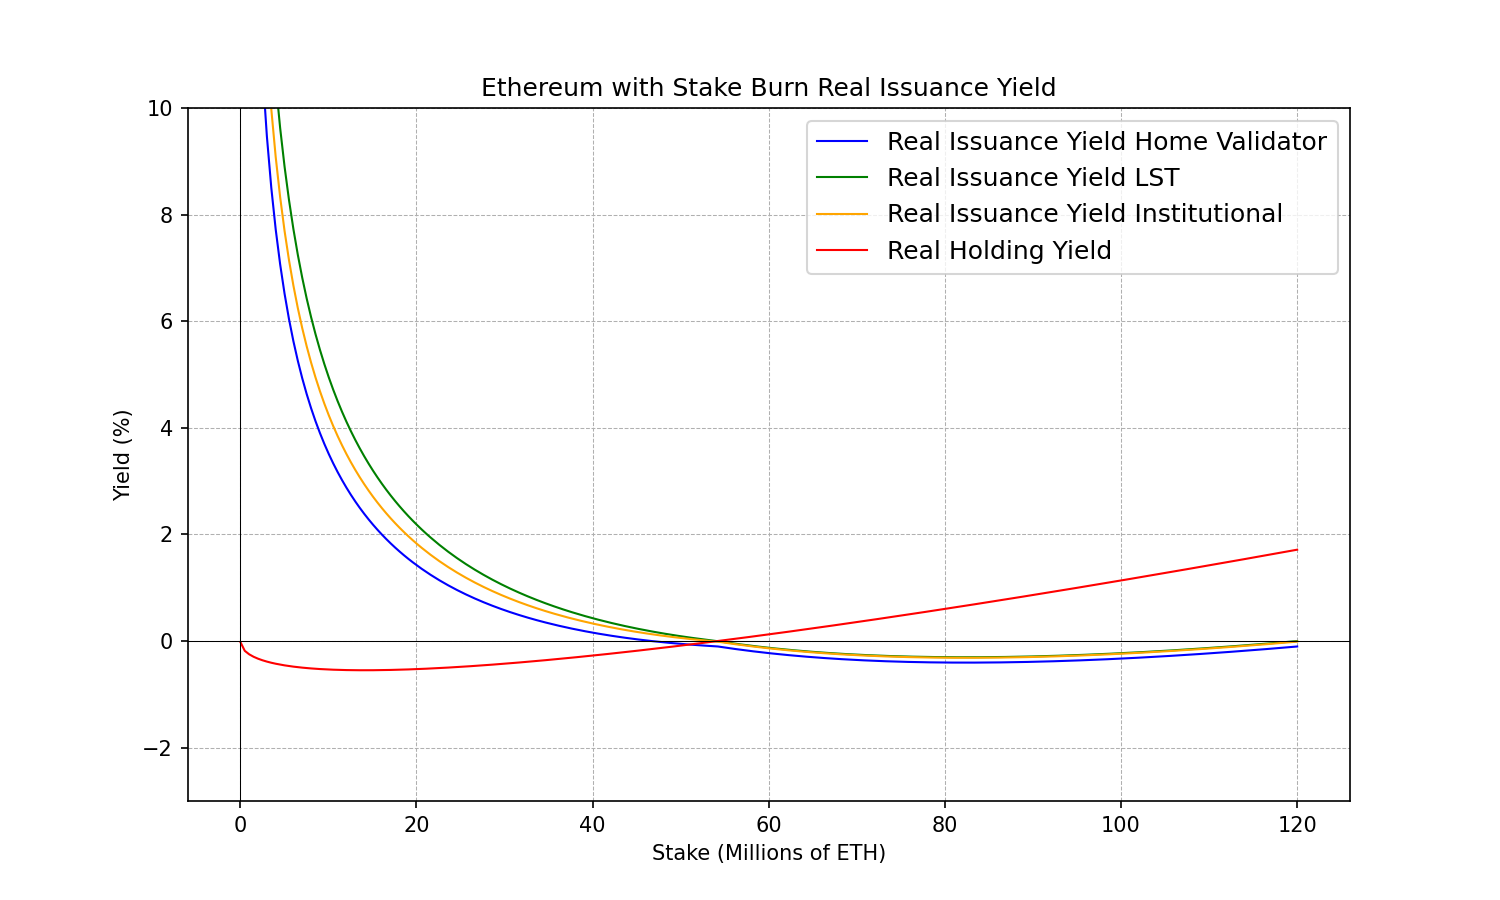 Ethereum with Stake Burn Real Issuance Yield
Real Issuance Yield Home Validator
Real Issuance Yield LST
Real Issuance Yield Institutional
Real Holding Yield
Yield (%)
10
8
6
4
2
0
−2
0 20 40 60 80 100 120
Stake (Millions of ETH)